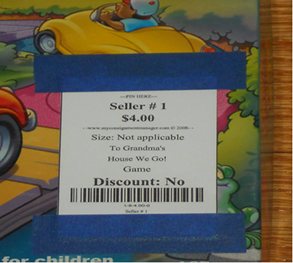 ---PIN HERE---
Seller # 1
$4.00
Size: Not applicable
To Grandma's
House We Go!
Game
Discount: No
Seller # 1
for children